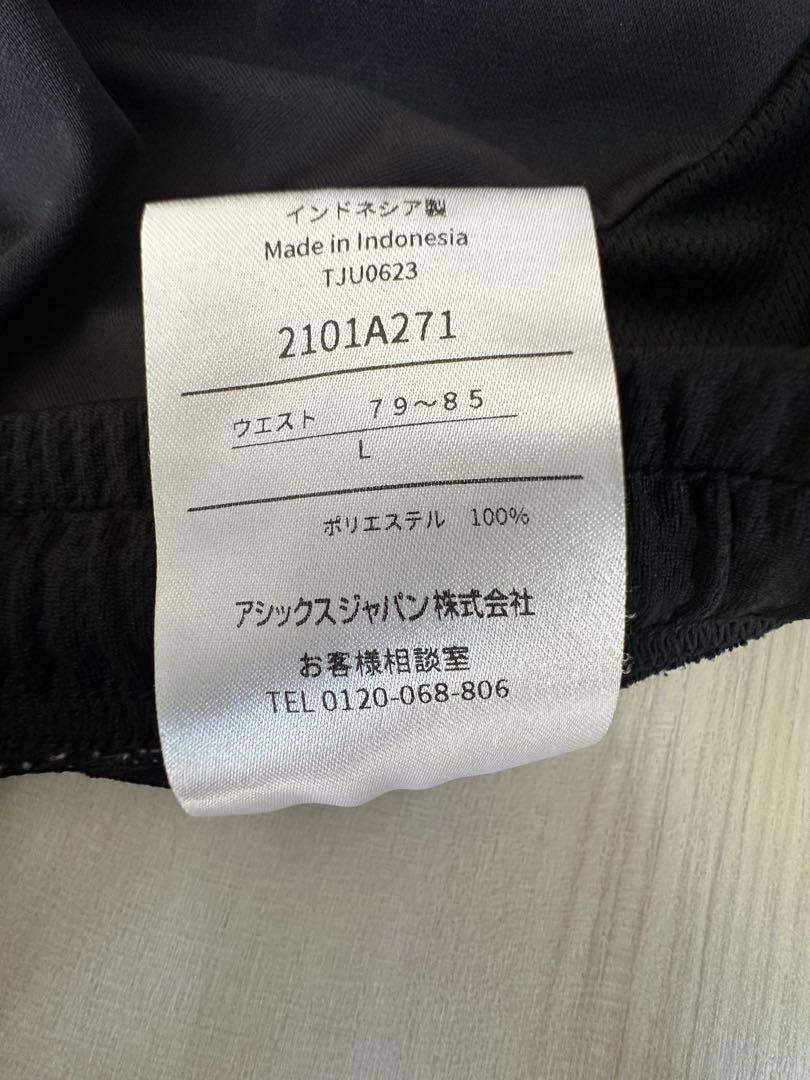 インドネシア製
Made in Indonesia
TJU0623
2101A271
ウエスト　７９～８５
L
ポリエステル　100%
アシックスジャパン株式会社
お客様相談室
TEL 0120-068-806